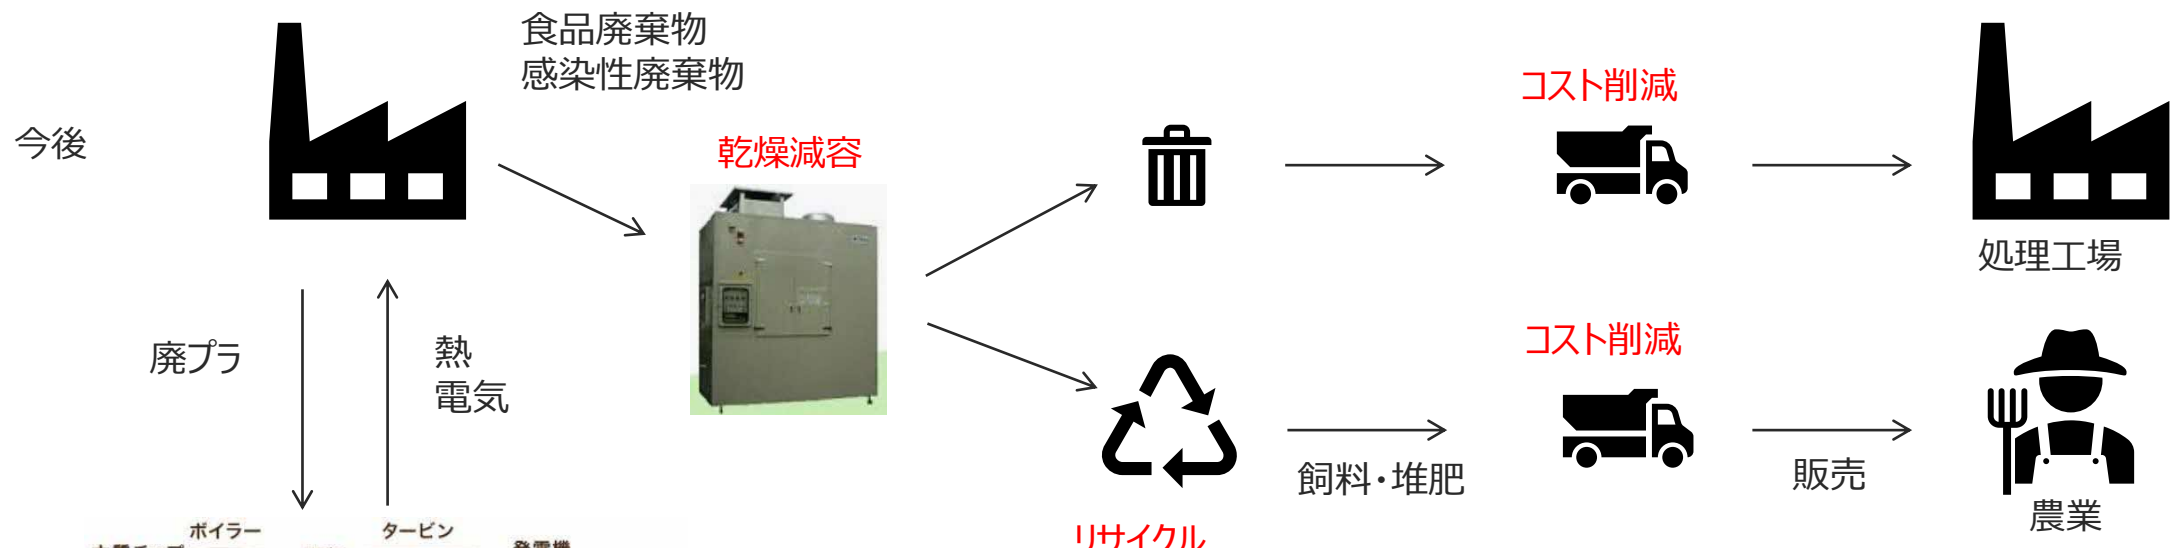 食品廃棄物
感染性廃棄物
コスト削減
今後
乾燥減容
処理工場
コスト削減
廃プラ
熱
電気
飼料・堆肥
販売
農業
ボイラー
タービン
リサイクル
発電機